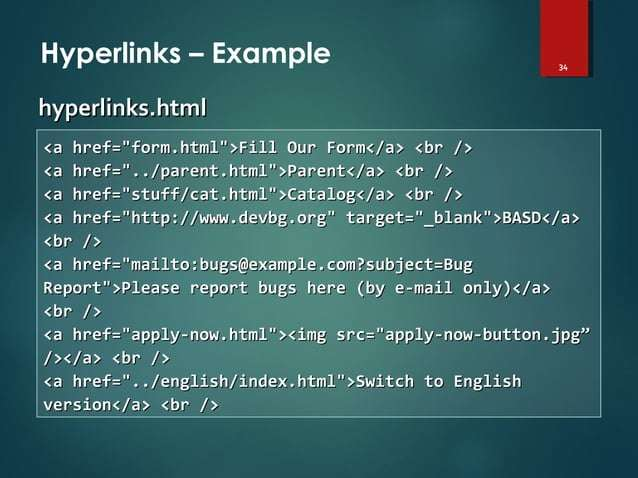 Hyperlinks – Example
34
hyperlinks.html
<a href="form.html">Fill Our Form</a> <br />
<a href="../parent.html">Parent</a> <br />
<a href="stuff/cat.html">Catalog</a> <br />
<a href="http://www.devbg.org" target="_blank">BASD</a>
<br />
<a href="mailto:bugs@example.com?subject=Bug
Report">Please report bugs here (by e-mail only)</a>
<br />
<a href="apply-now.html"><img src="apply-now-button.jpg”
/></a> <br />
<a href="../english/index.html">Switch to English
version</a> <br />